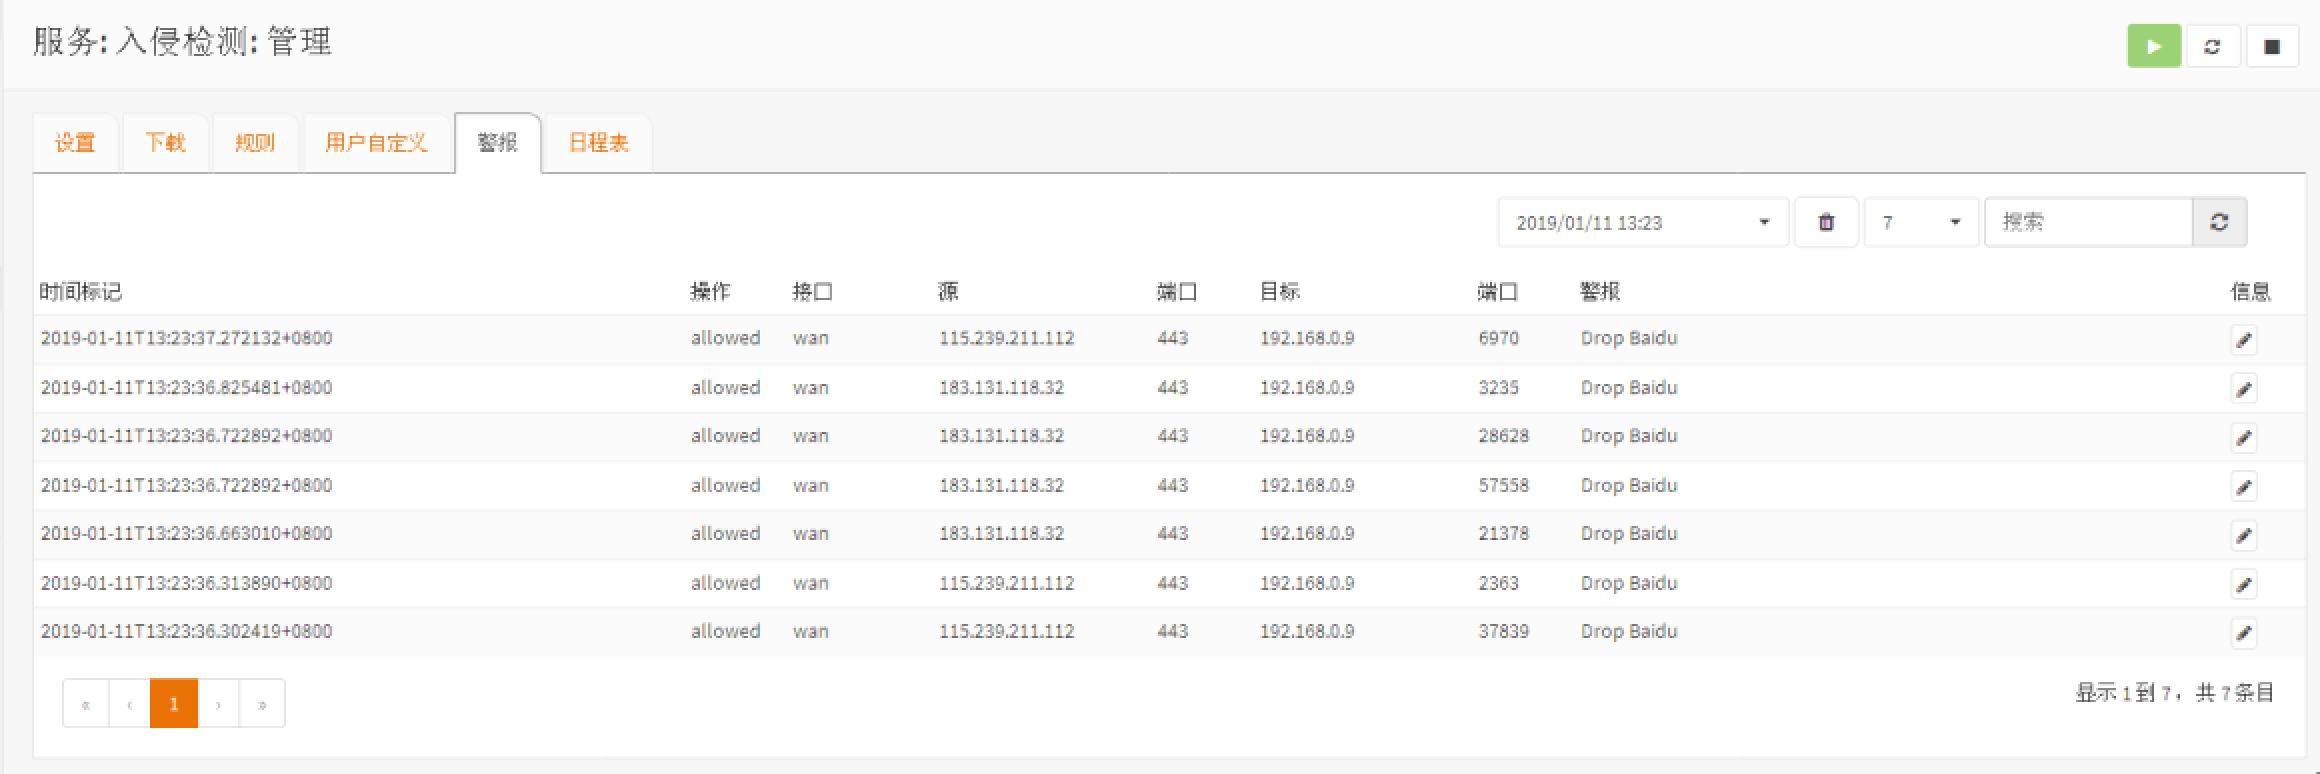 服务: 入侵检测: 管理
设置 下载 规则 用户自定义 警报 日程表
2019/01/11 13:23 7 搜索
时间标记 操作 接口 源 端口 目标 端口 警报 信息
2019-01-11T13:23:37.272132+0800 allowed wan 115.239.211.112 443 192.168.0.9 6970 Drop Baidu
2019-01-11T13:23:36.825481+0800 allowed wan 183.131.118.32 443 192.168.0.9 3235 Drop Baidu
2019-01-11T13:23:36.722892+0800 allowed wan 183.131.118.32 443 192.168.0.9 28628 Drop Baidu
2019-01-11T13:23:36.722892+0800 allowed wan 183.131.118.32 443 192.168.0.9 57558 Drop Baidu
2019-01-11T13:23:36.663010+0800 allowed wan 183.131.118.32 443 192.168.0.9 21378 Drop Baidu
2019-01-11T13:23:36.313890+0800 allowed wan 115.239.211.112 443 192.168.0.9 2363 Drop Baidu
2019-01-11T13:23:36.302419+0800 allowed wan 115.239.211.112 443 192.168.0.9 37839 Drop Baidu
« ‹ 1 › » 显示 1 到 7，共 7 条目